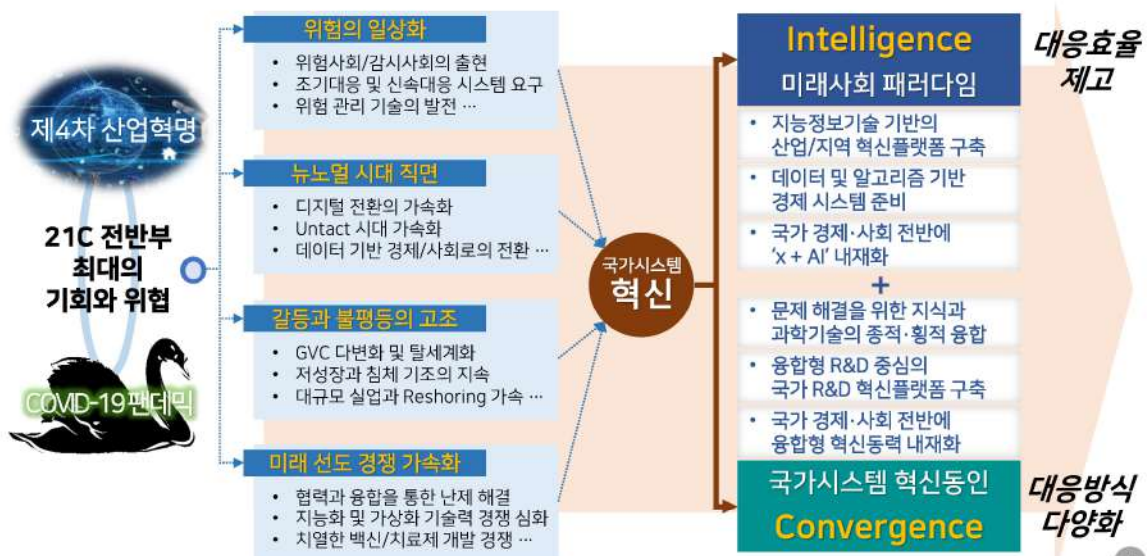 제4차 산업혁명
21C 전반부
최대의
기회와 위협
COVID-19 팬데믹
위험의 일상화
• 위험사회/감시사회의 출현
• 조기대응 및 신속대응 시스템 요구
• 위험 관리 기술의 발전 …
뉴노멀 시대 직면
• 디지털 전환의 가속화
• Untact 시대 가속화
• 데이터 기반 경제/사회로의 전환 …
갈등과 불평등의 고조
• GVC 다변화 및 탈세계화
• 저성장과 침체 기조의 지속
• 대규모 실업과 Reshoring 가속 …
미래 선도 경쟁 가속화
• 협력과 융합을 통한 난제 해결
• 지능화 및 가상화 기술력 경쟁 심화
• 치열한 백신/치료제 개발 경쟁 …
국가시스템
혁신
Intelligence
미래사회 패러다임
• 지능정보기술 기반의
산업/지역 혁신플랫폼 구축
• 데이터 및 알고리즘 기반
경제 시스템 준비
• 국가 경제·사회 전반에
‘x + AI’ 내재화
+
• 문제 해결을 위한 지식과
과학기술의 종적·횡적 융합
• 융합형 R&D 중심의
국가 R&D 혁신플랫폼 구축
• 국가 경제·사회 전반에
융합형 혁신동력 내재화
국가시스템 혁신동인
Convergence
대응효율
제고
대응방식
다양화